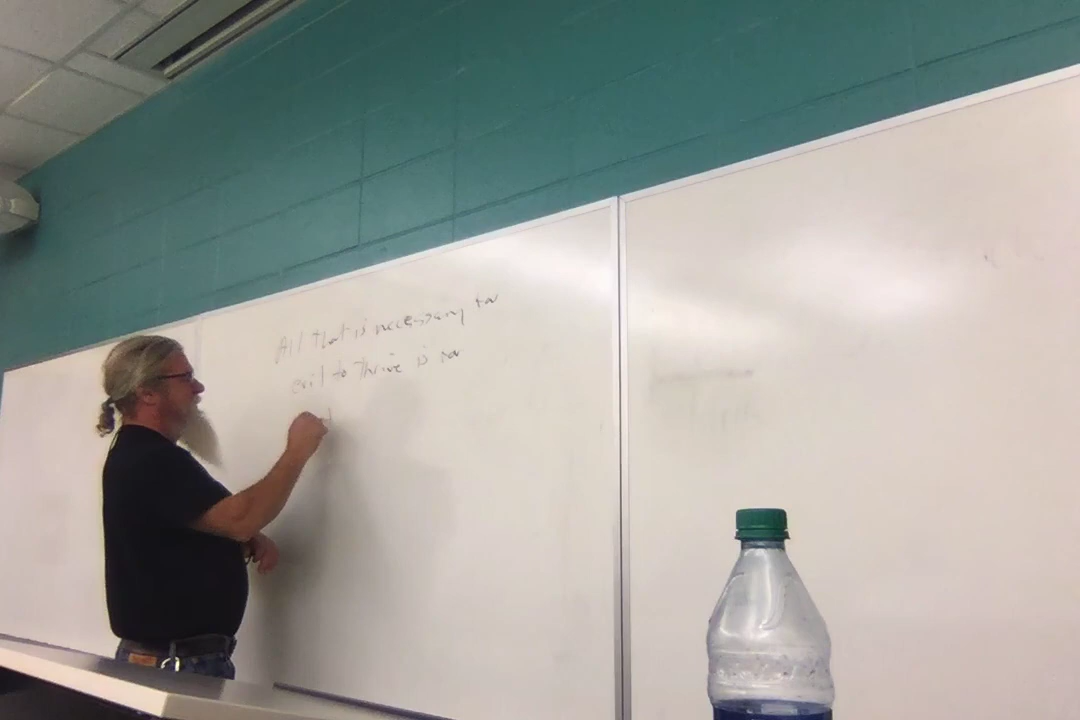 All that is necessary for
evil to thrive is for